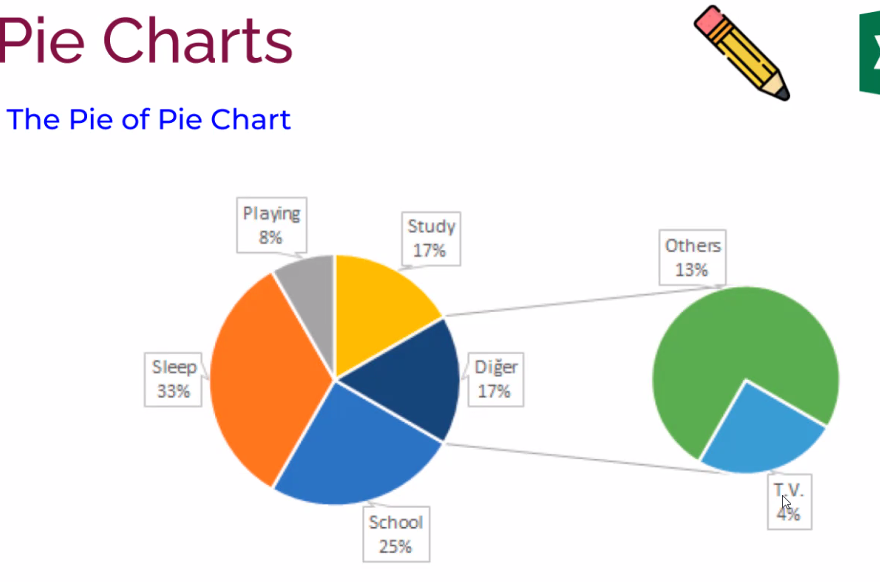 Pie Charts
The Pie of Pie Chart
Playing
8%
Study
17%
Others
13%
Sleep
33%
Diğer
17%
School
25%
T.V.
4%